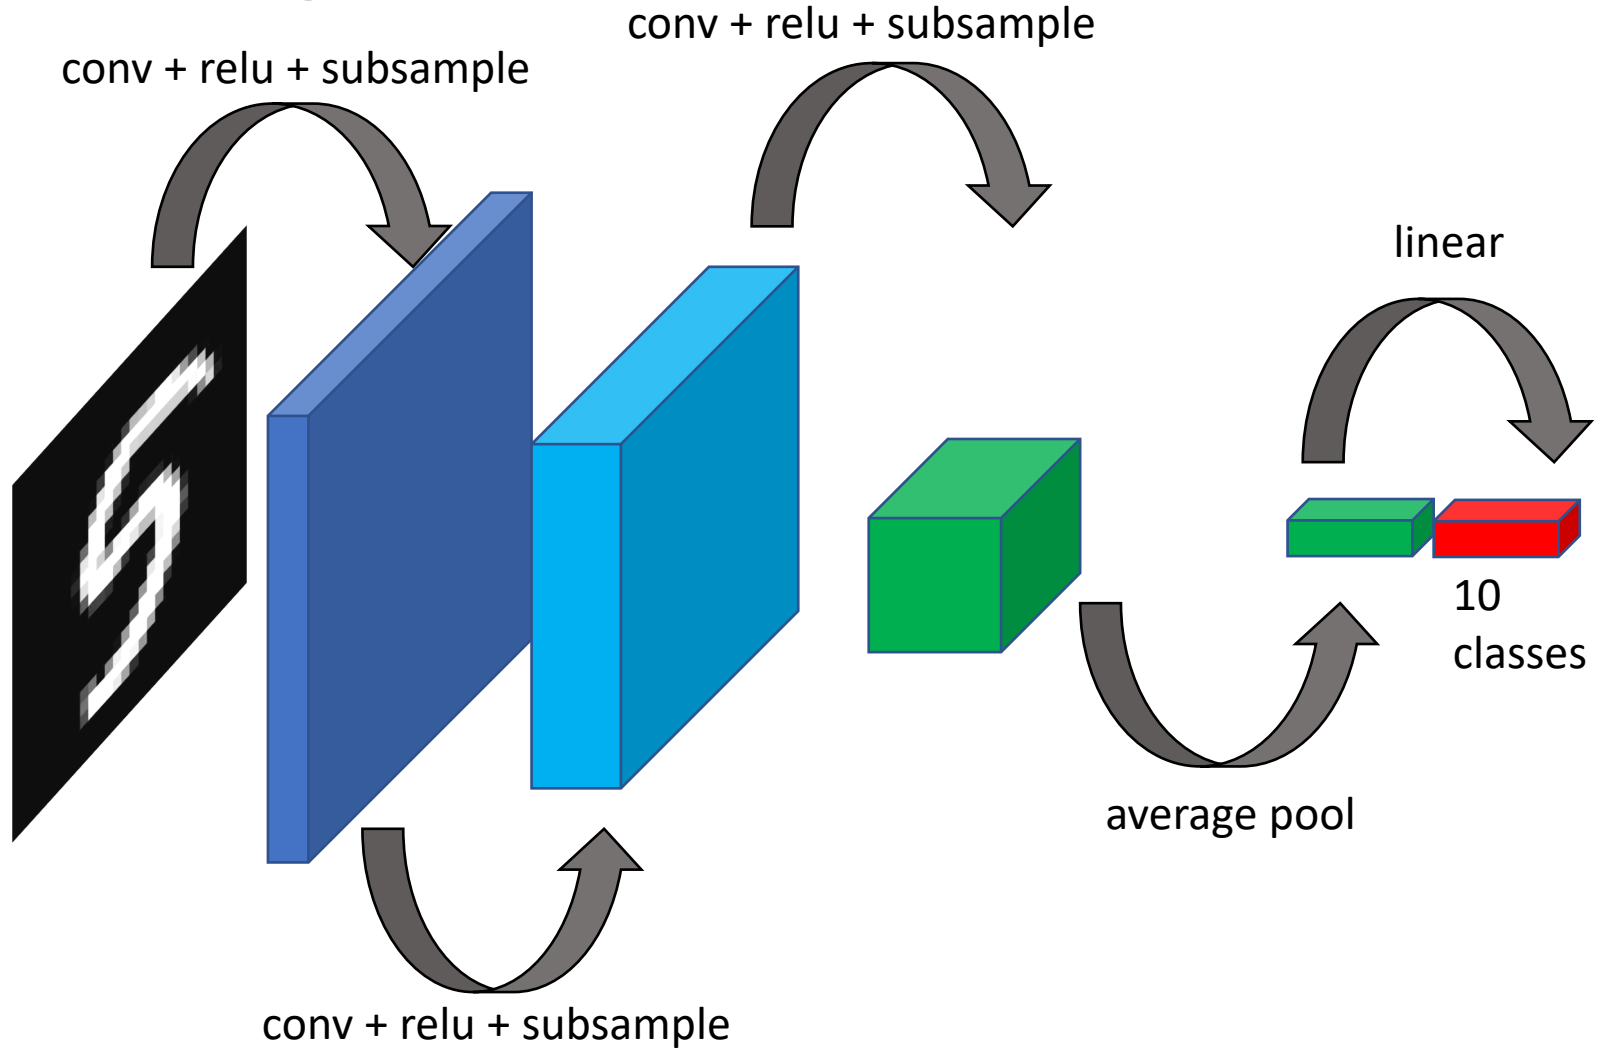 conv + relu + subsample
conv + relu + subsample
linear
10
classes
average pool
conv + relu + subsample